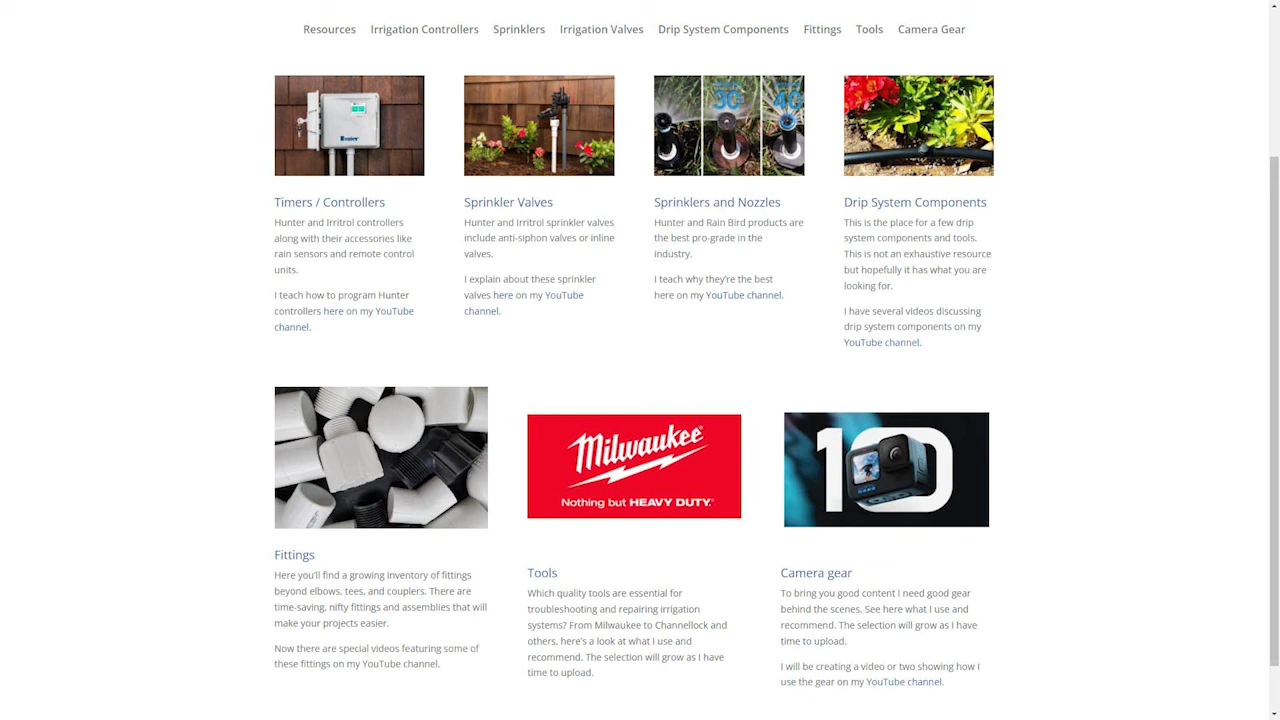 Resources Irrigation Controllers Sprinklers Irrigation Valves Drip System Components Fittings Tools Camera Gear
Hunter
3G
4G
Timers / Controllers
Hunter and Irritrol controllers
along with their accessories like
rain sensors and remote control
units.
I teach how to program Hunter
controllers here on my YouTube
channel.
Sprinkler Valves
Hunter and Irritrol sprinkler valves
include anti-siphon valves or inline
valves.
I explain about these sprinkler
valves here on my YouTube
channel.
Sprinklers and Nozzles
Hunter and Rain Bird products are
the best pro-grade in the
industry.
I teach why they're the best
here on my YouTube channel.
Drip System Components
This is the place for a few drip
system components and tools.
This is not an exhaustive resource
but hopefully it has what you are
looking for.
I have several videos discussing
drip system components on my
YouTube channel.
Fittings
Here you'll find a growing inventory of fittings
beyond elbows, tees, and couplers. There are
time-saving, nifty fittings and assemblies that will
make your projects easier.
Now there are special videos featuring some of
these fittings on my YouTube channel.
Milwaukee®
Nothing but HEAVY DUTY.®
Tools
Which quality tools are essential for
troubleshooting and repairing irrigation
systems? From Milwaukee to Channellock and
others, here's a look at what I use and
recommend. The selection will grow as I have
time to upload.
10
Camera gear
To bring you good content I need good gear
behind the scenes. See here what I use and
recommend. The selection will grow as I have
time to upload.
I will be creating a video or two showing how I
use the gear on my YouTube channel.